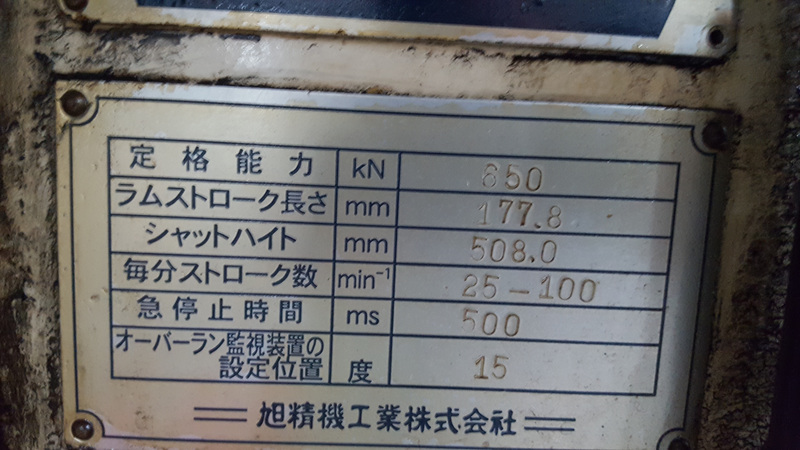 定格能力 kN 650
ラムストローク長さ mm 177.8
シャットハイト mm 508.0
毎分ストローク数 min⁻¹ 25-100
急停止時間 ms 500
オーバーラン監視装置の
設定位置 度 15
旭精機工業株式会社